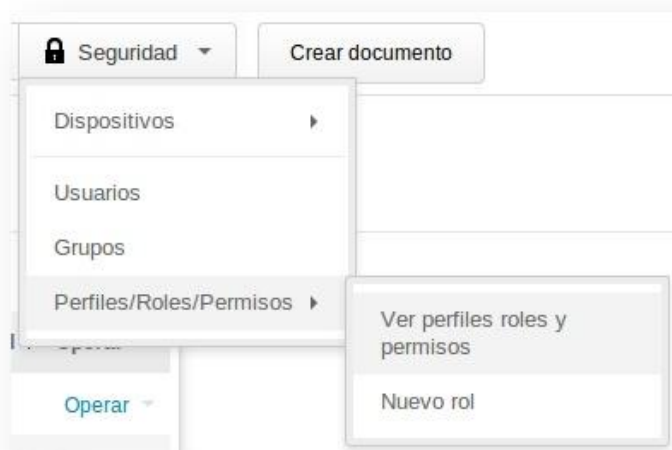 Seguridad
Crear documento
Dispositivos
Usuarios
Grupos
Perfiles/Roles/Permisos
Ver perfiles roles y
permisos
Nuevo rol
Operar